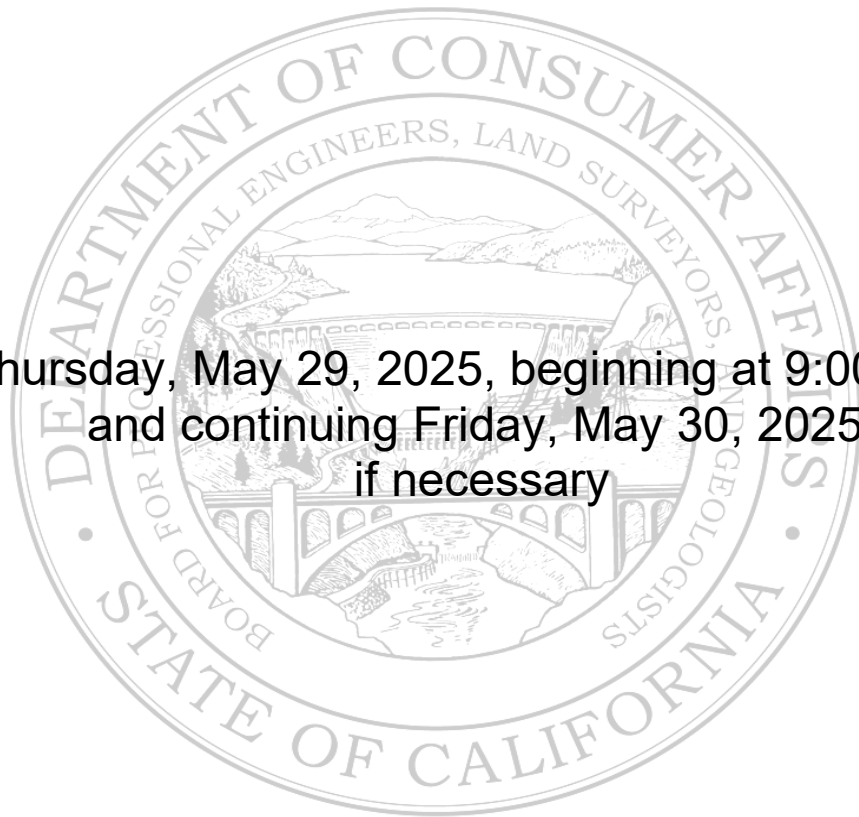 DEPARTMENT OF CONSUMER AFFAIRS
BOARD FOR PROFESSIONAL ENGINEERS, LAND SURVEYORS, AND GEOLOGISTS
hursday, May 29, 2025, beginning at 9:00
and continuing Friday, May 30, 2025
if necessary
STATE OF CALIFORNIA